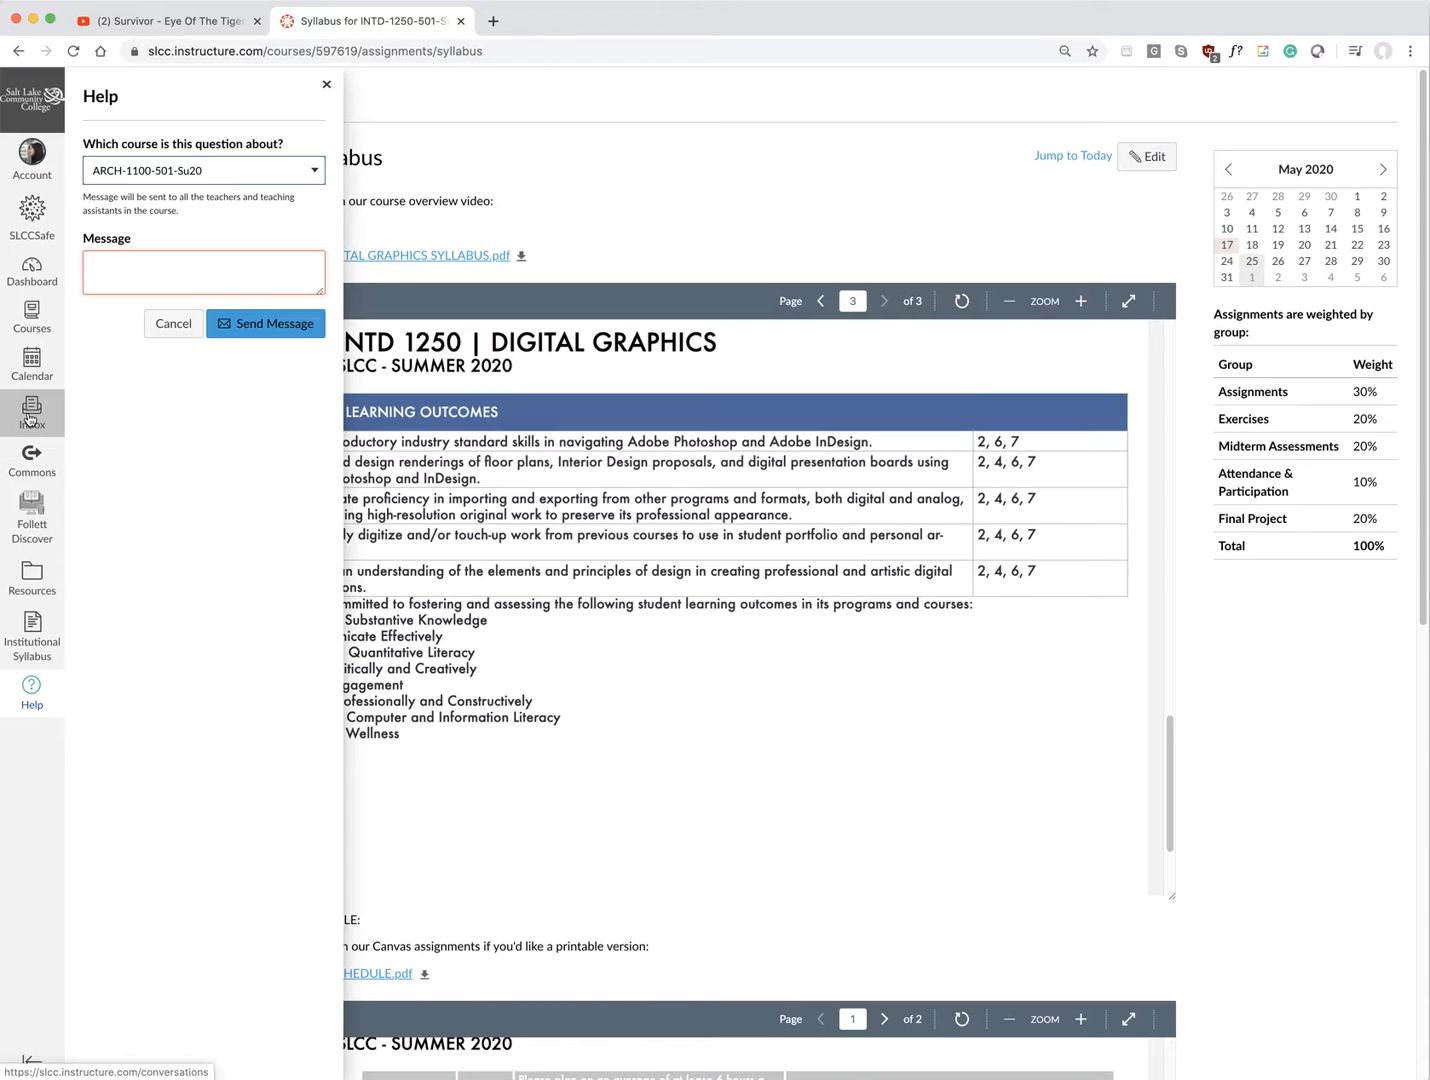 (2) Survivor - Eye Of The Tige
Syllabus for INTD-1250-501-S
slcc.instructure.com/courses/597619/assignments/syllabus
Salt Lake
Community
College
Account
SLCCSafe
Dashboard
Courses
Calendar
Inbox
Commons
Follett
Discover
Resources
Institutional
Syllabus
Help
Help
Which course is this question about?
ARCH-1100-501-Su20
Message will be sent to all the teachers and teaching
assistants in the course.
Message
Cancel
Send Message
abus
Jump to Today
Edit
n our course overview video:
TAL GRAPHICS SYLLABUS.pdf
Page 3 of 3 ZOOM
NTD 1250 | DIGITAL GRAPHICS
SLCC - SUMMER 2020
LEARNING OUTCOMES
oductory industry standard skills in navigating Adobe Photoshop and Adobe InDesign. 2, 6, 7
d design renderings of floor plans, Interior Design proposals, and digital presentation boards using 2, 4, 6, 7
otoshop and InDesign.
ate proficiency in importing and exporting from other programs and formats, both digital and analog, 2, 4, 6, 7
ing high-resolution original work to preserve its professional appearance.
ly digitize and/or touch-up work from previous courses to use in student portfolio and personal ar- 2, 4, 6, 7
an understanding of the elements and principles of design in creating professional and artistic digital 2, 4, 6, 7
ons.
mmitted to fostering and assessing the following student learning outcomes in its programs and courses:
Substantive Knowledge
nicate Effectively
Quantitative Literacy
itically and Creatively
gagement
ofessionally and Constructively
Computer and Information Literacy
Wellness
LE:
n our Canvas assignments if you'd like a printable version:
HEDULE.pdf
Page 1 of 2 ZOOM
SLCC - SUMMER 2020
Please plan on an average of at least 6 hours a
May 2020
26 27 28 29 30 1 2
3 4 5 6 7 8 9
10 11 12 13 14 15 16
17 18 19 20 21 22 23
24 25 26 27 28 29 30
31 1 2 3 4 5 6
Assignments are weighted by
group:
Group Weight
Assignments 30%
Exercises 20%
Midterm Assessments 20%
Attendance &
Participation 10%
Final Project 20%
Total 100%
https://slcc.instructure.com/conversations